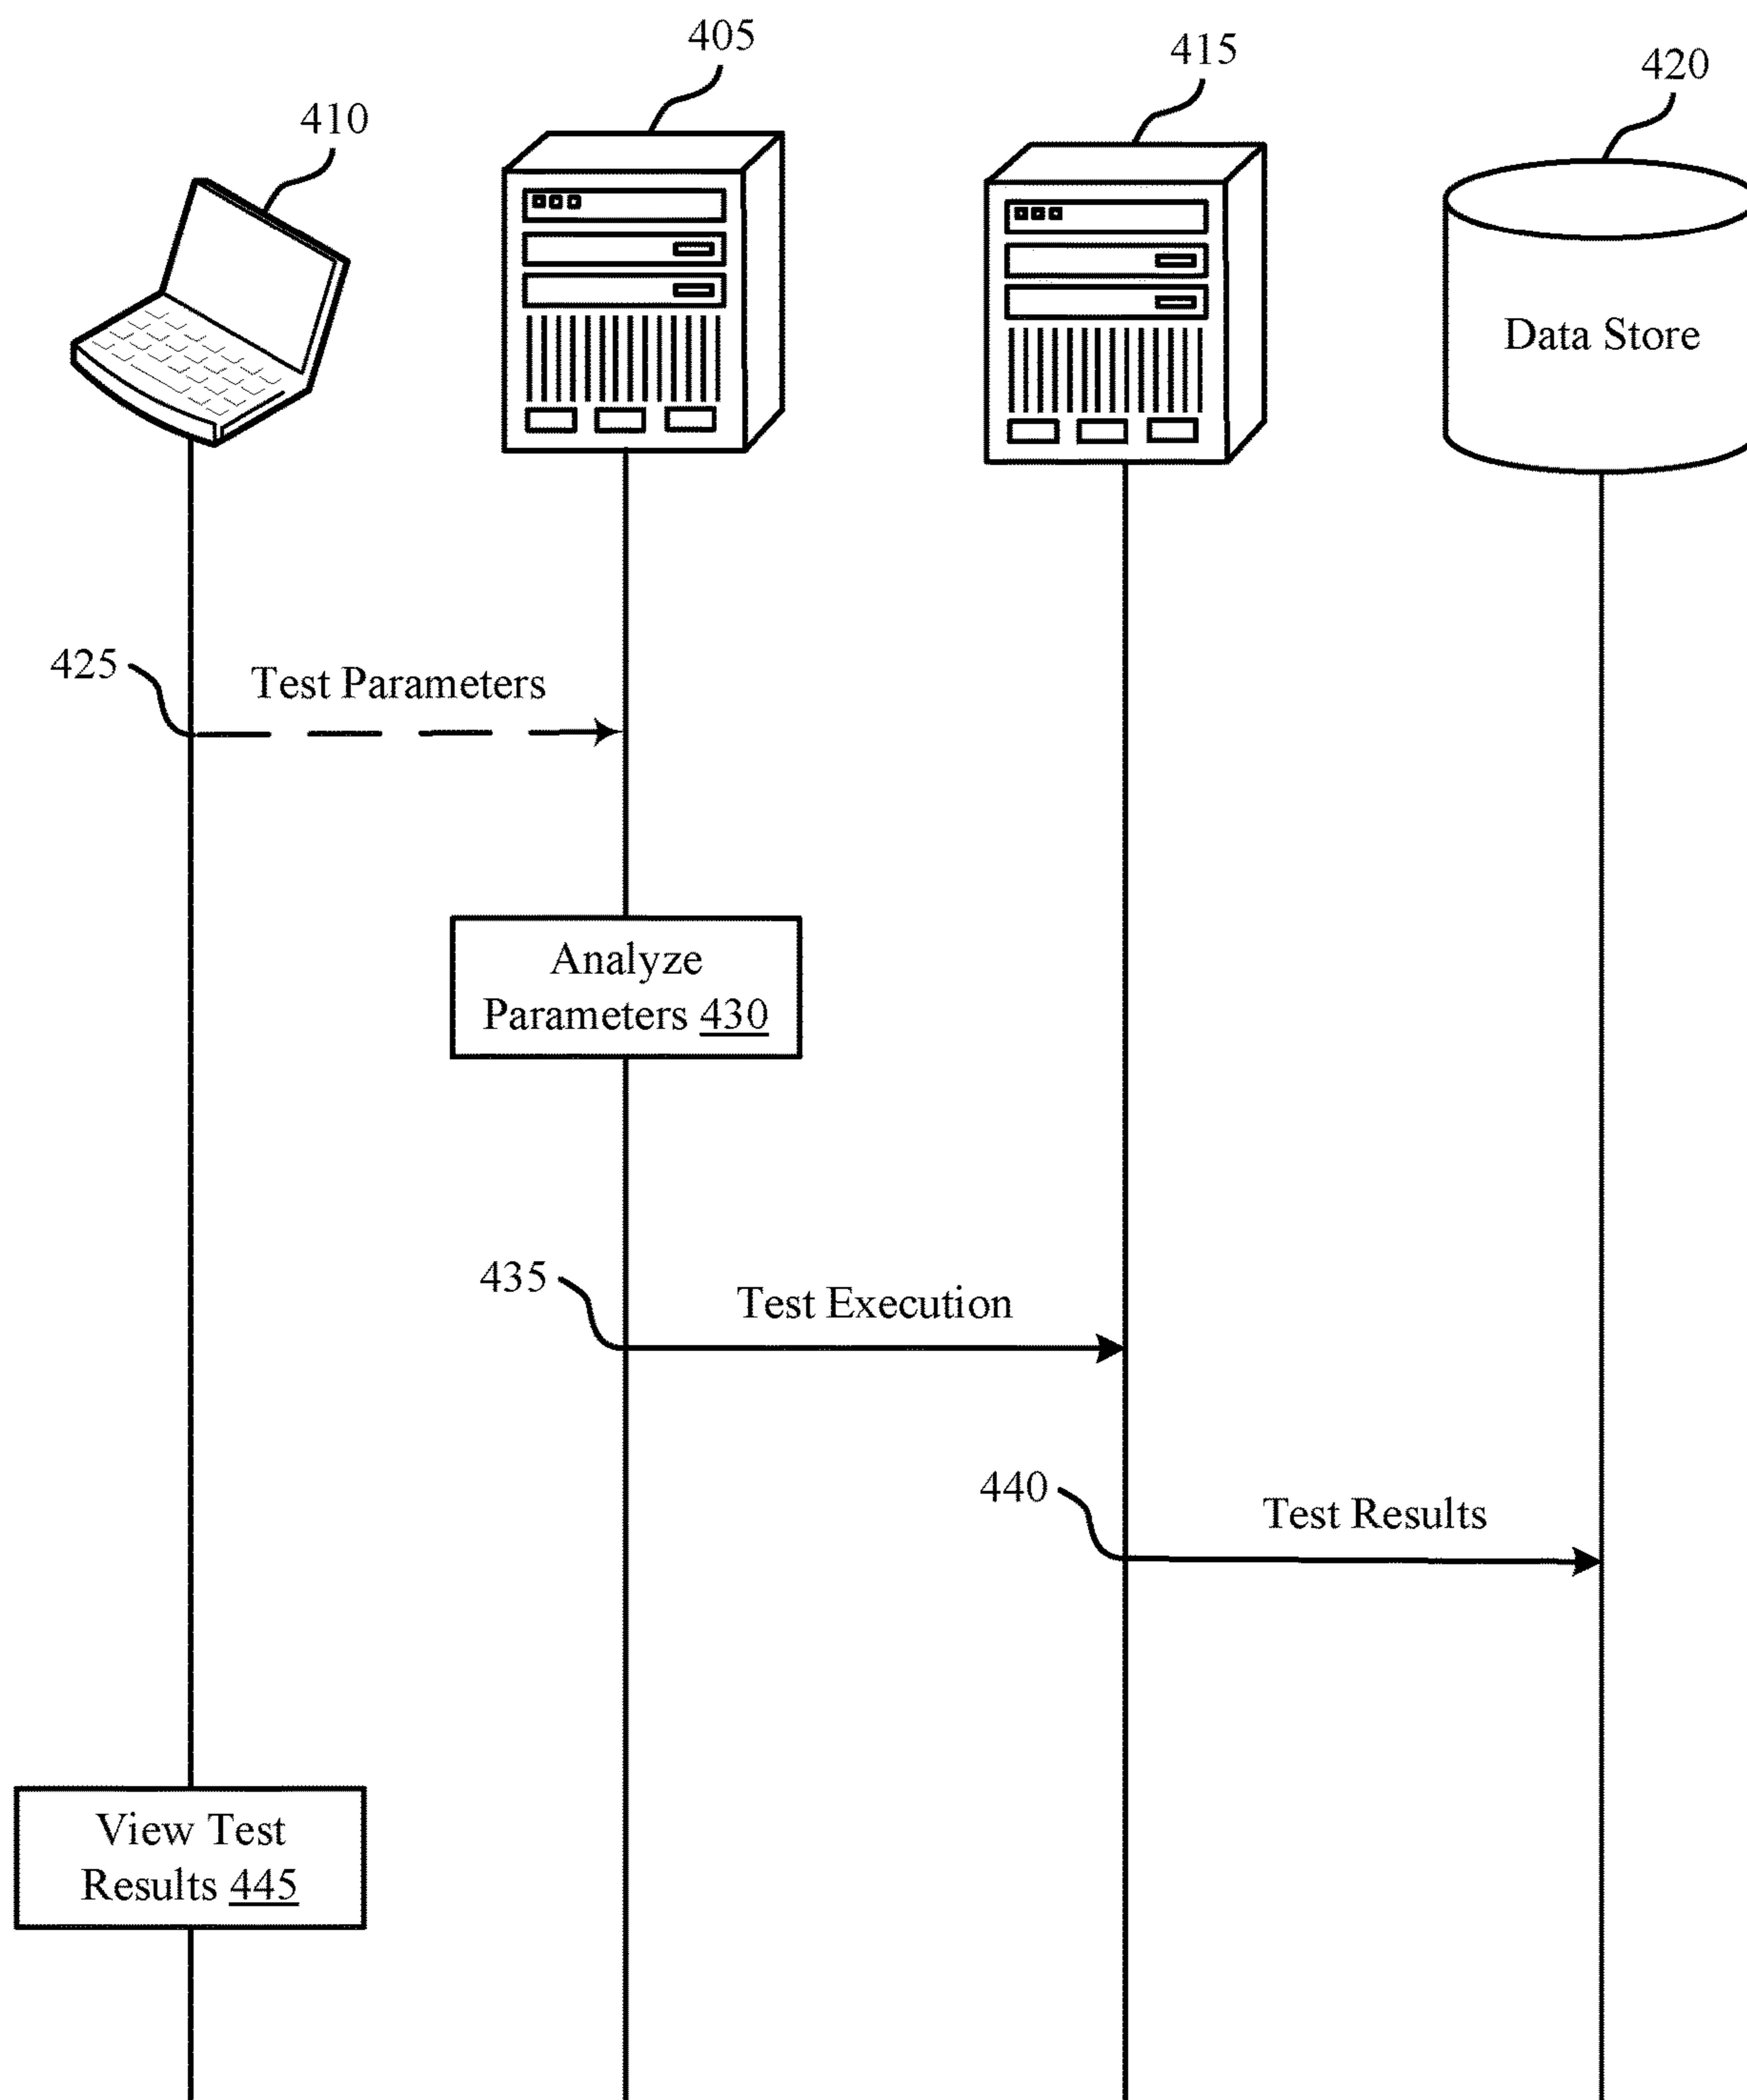 405
415
420
410
Data Store
425
Test Parameters
Analyze
Parameters 430
435
Test Execution
440
Test Results
View Test
Results 445